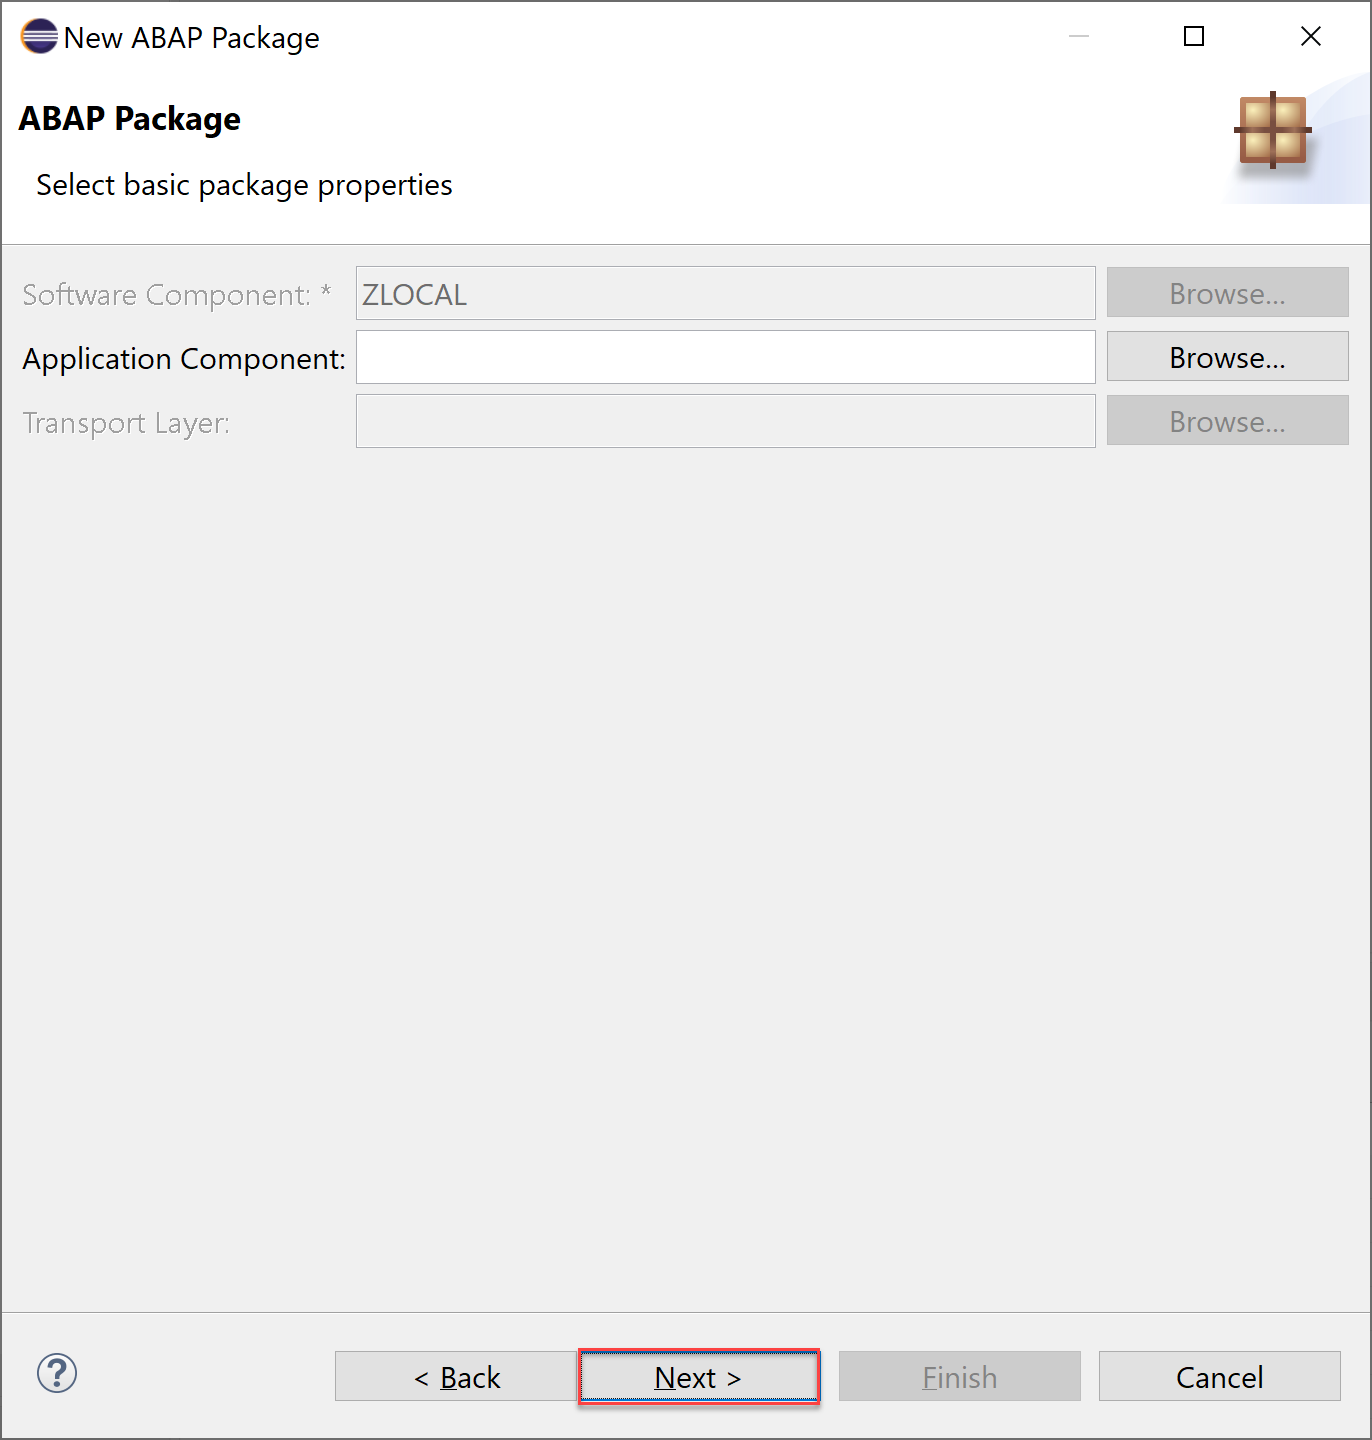 New ABAP Package
ABAP Package
Select basic package properties
Software Component: * ZLOCAL Browse...
Application Component: Browse...
Transport Layer: Browse...
? < Back Next > Finish Cancel